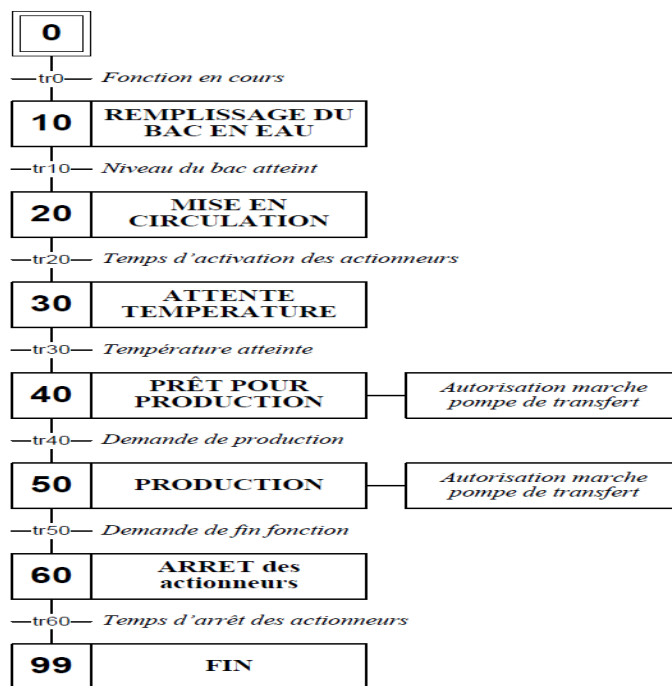 0
tr0 Fonction en cours
10 REMPLISSAGE DU
BAC EN EAU
tr10 Niveau du bac atteint
20 MISE EN
CIRCULATION
tr20 Temps d'activation des actionneurs
30 ATTENTE
TEMPERATURE
tr30 Température atteinte
40 PRÊT POUR
PRODUCTION
Autorisation marche
pompe de transfert
tr40 Demande de production
50 PRODUCTION
Autorisation marche
pompe de transfert
tr50 Demande de fin fonction
60 ARRET des
actionneurs
tr60 Temps d'arrêt des actionneurs
99 FIN